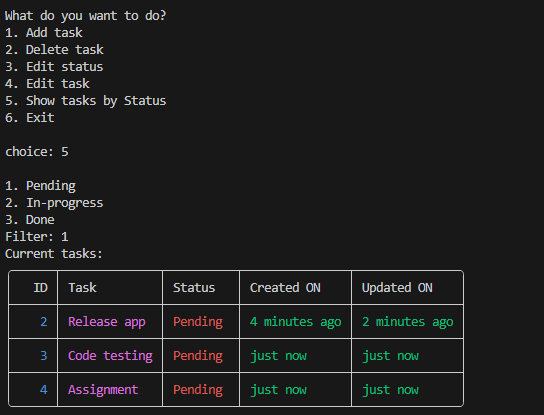 What do you want to do?
1. Add task
2. Delete task
3. Edit status
4. Edit task
5. Show tasks by Status
6. Exit
choice: 5
1. Pending
2. In-progress
3. Done
Filter: 1
Current tasks:
ID Task Status Created ON Updated ON
2 Release app Pending 4 minutes ago 2 minutes ago
3 Code testing Pending just now just now
4 Assignment Pending just now just now